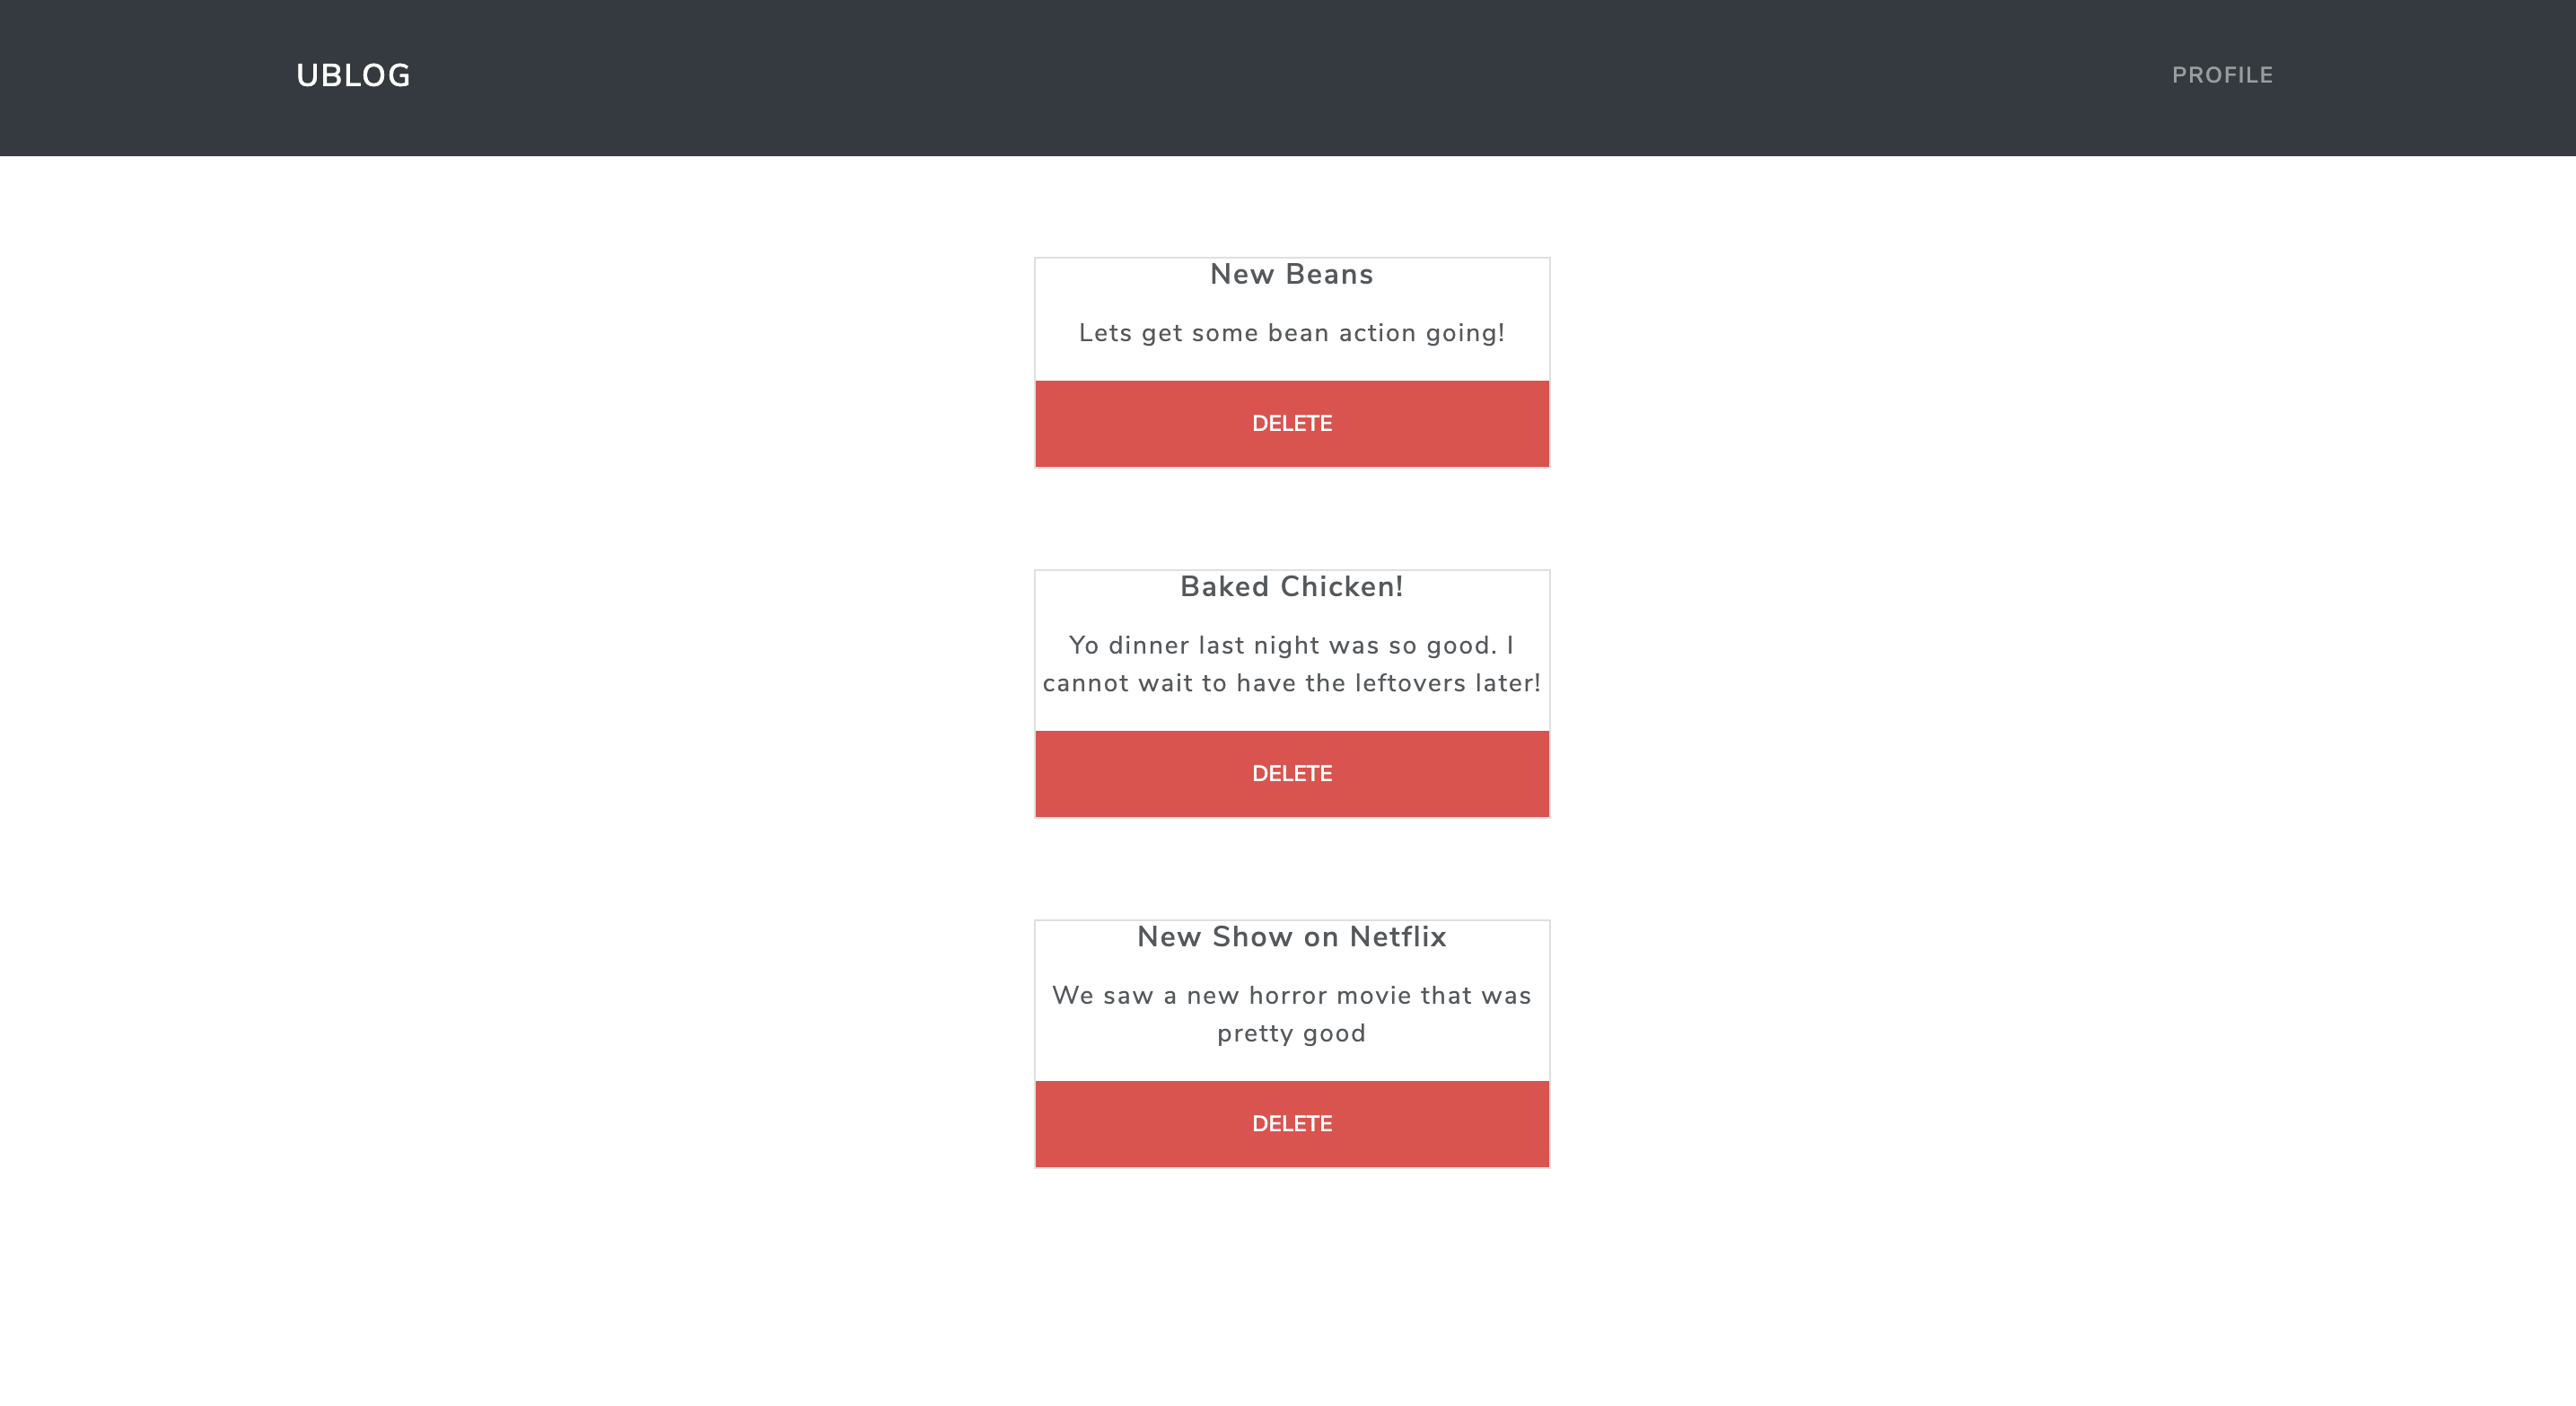 UBLOG
PROFILE
New Beans
Lets get some bean action going!
DELETE
Baked Chicken!
Yo dinner last night was so good. I
cannot wait to have the leftovers later!
DELETE
New Show on Netflix
We saw a new horror movie that was
pretty good
DELETE